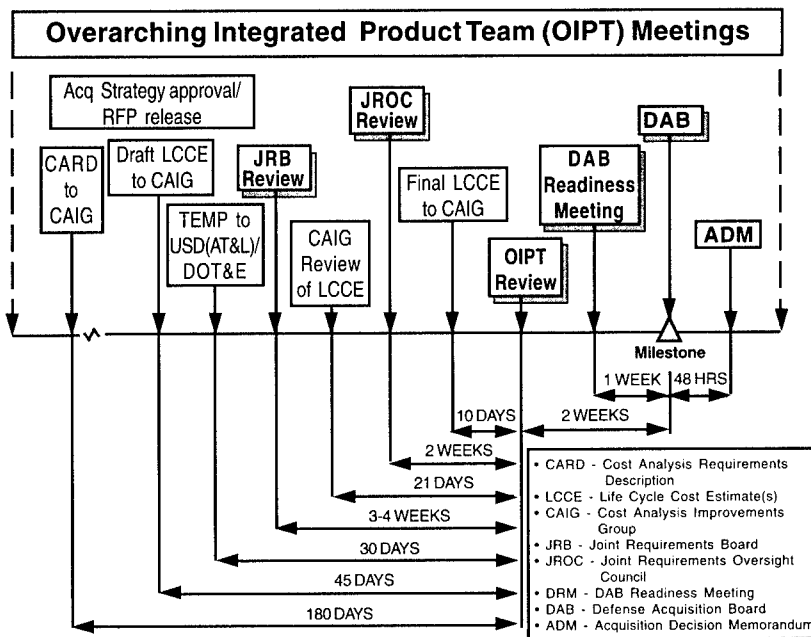 Overarching Integrated Product Team (OIPT) Meetings
Acq Strategy approval/
RFP release
JROC
Review
DAB
CARD
to
CAIG
Draft LCCE
to CAIG
JRB
Review
Final LCCE
to CAIG
DAB
Readiness
Meeting
TEMP to
USD(AT&L)/
DOT&E
CAIG
Review
of LCCE
OIPT
Review
ADM
Milestone
1 WEEK
48 HRS
10 DAYS
2 WEEKS
2 WEEKS
21 DAYS
3-4 WEEKS
30 DAYS
45 DAYS
180 DAYS
• CARD - Cost Analysis Requirements
Description
• LCCE - Life Cycle Cost Estimate(s)
• CAIG - Cost Analysis Improvements
Group
• JRB - Joint Requirements Board
• JROC - Joint Requirements Oversight
Council
• DRM - DAB Readiness Meeting
• DAB - Defense Acquisition Board
• ADM - Acquisition Decision Memorandum